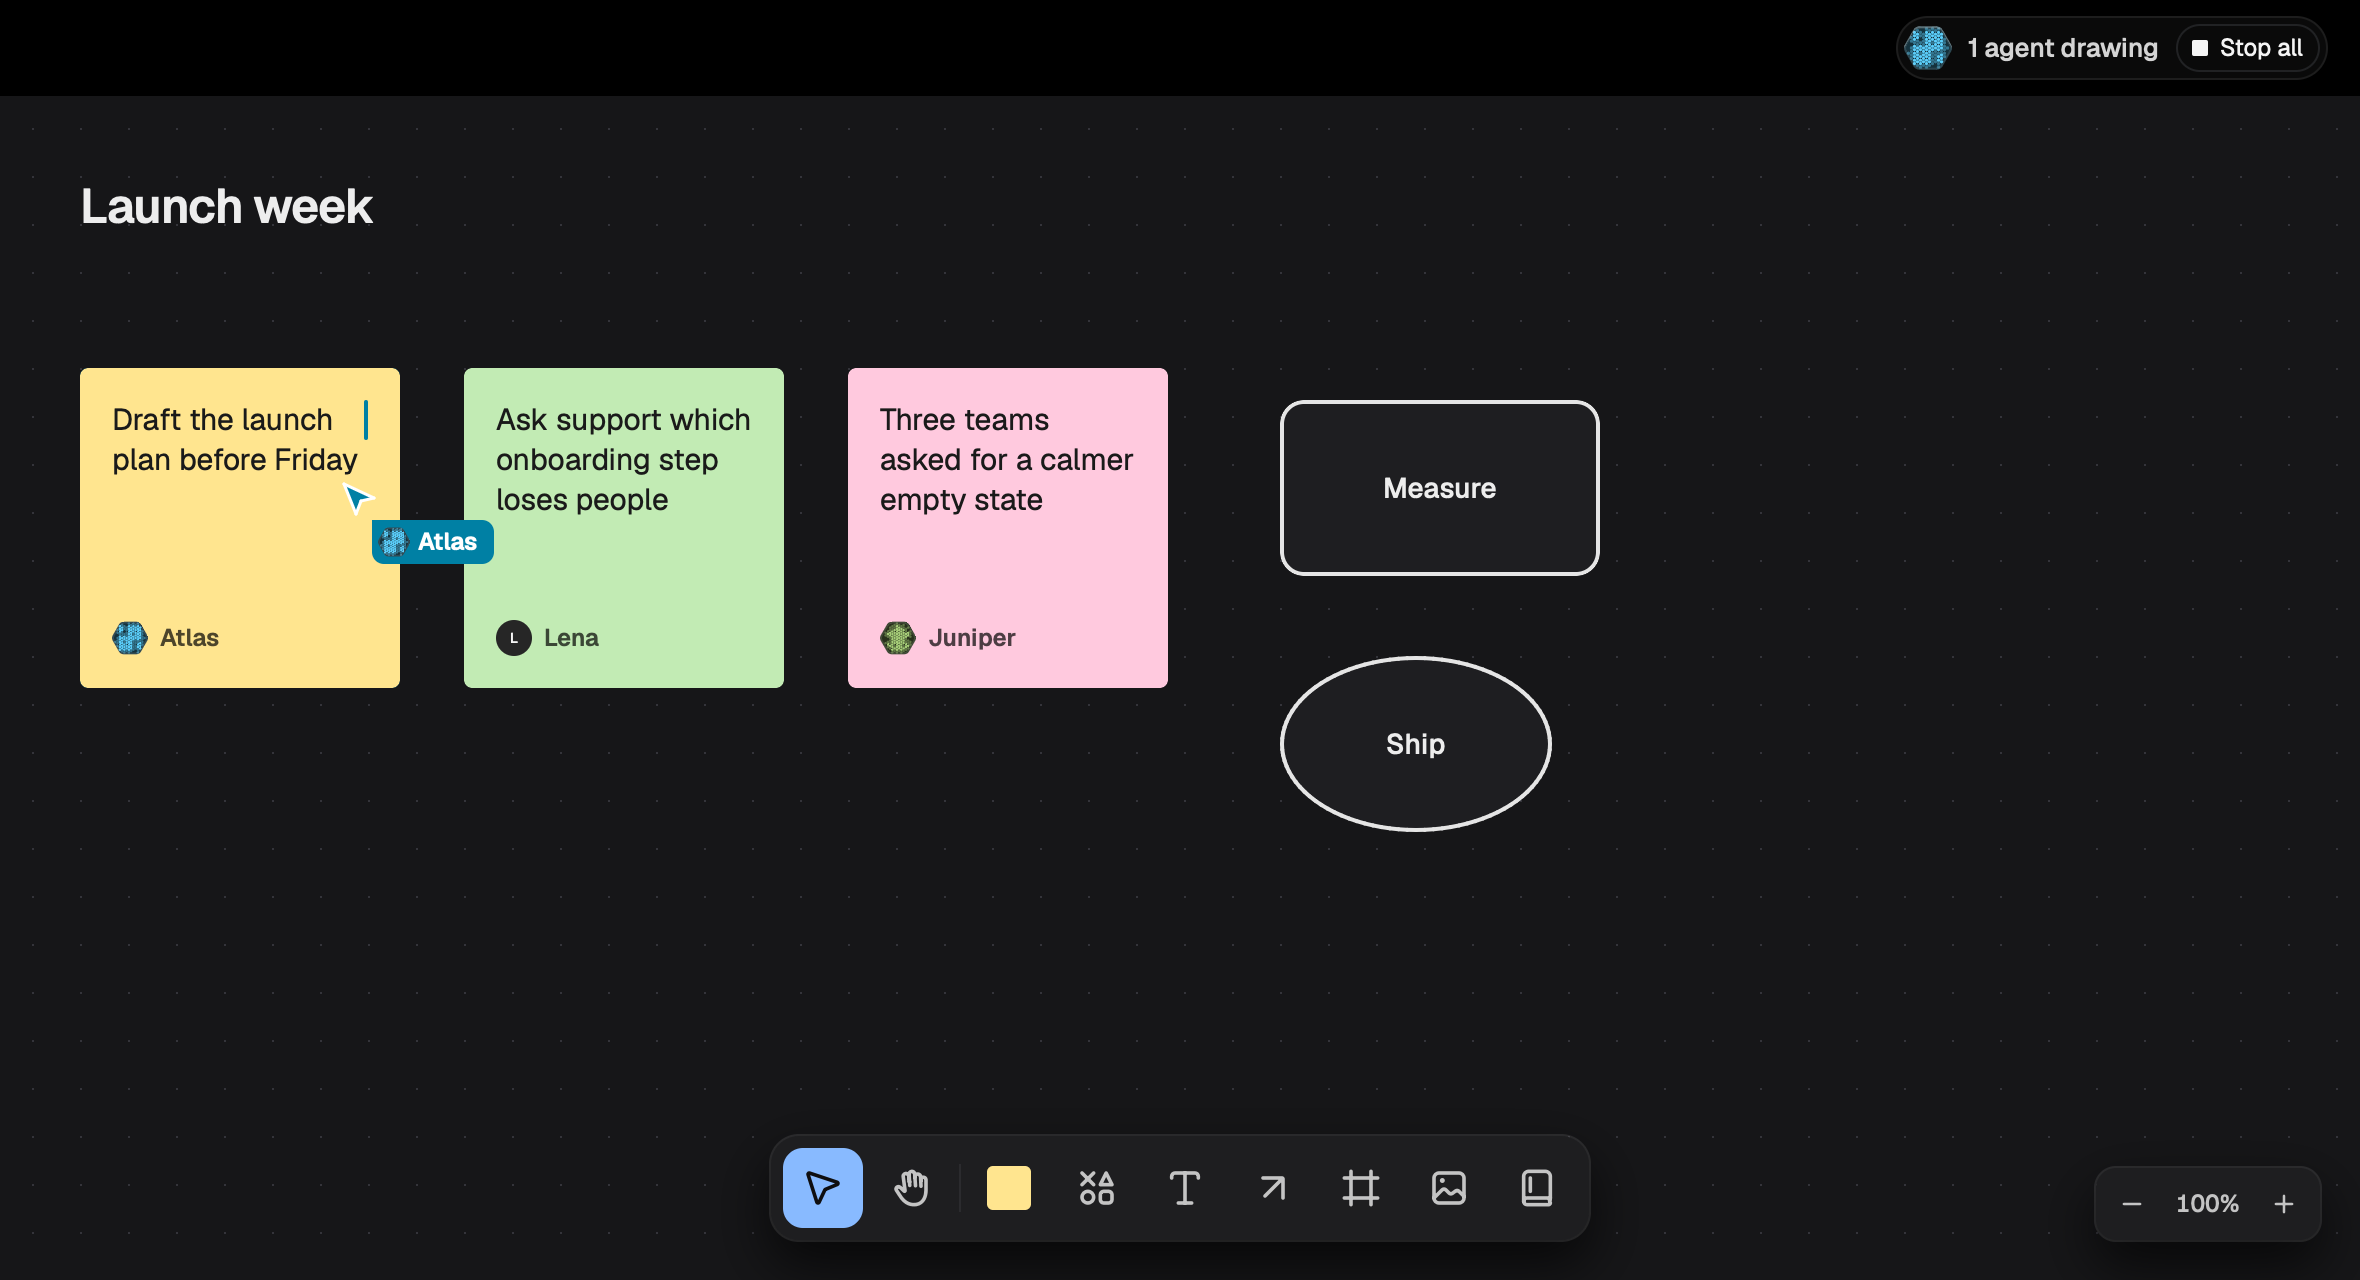 1 agent drawing
Stop all
Launch week
Draft the launch
plan before Friday
Atlas
Atlas
Ask support which
onboarding step
loses people
L
Lena
Three teams
asked for a calmer
empty state
Juniper
Measure
Ship
100%